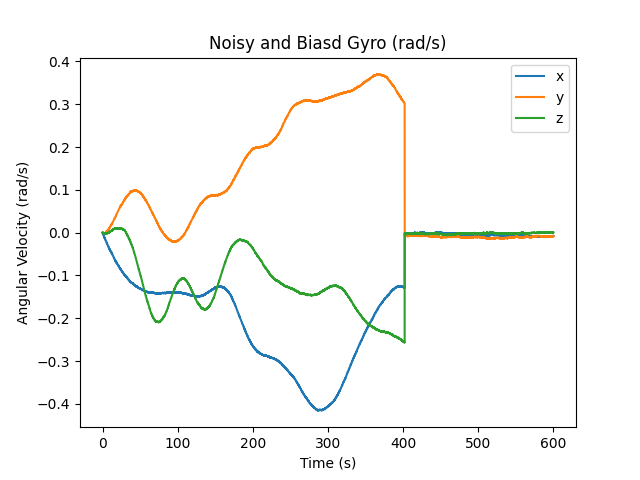 Noisy and Biasd Gyro (rad/s)
x
y
z
Angular Velocity (rad/s)
0.4
0.3
0.2
0.1
0.0
−0.1
−0.2
−0.3
−0.4
0 100 200 300 400 500 600
Time (s)